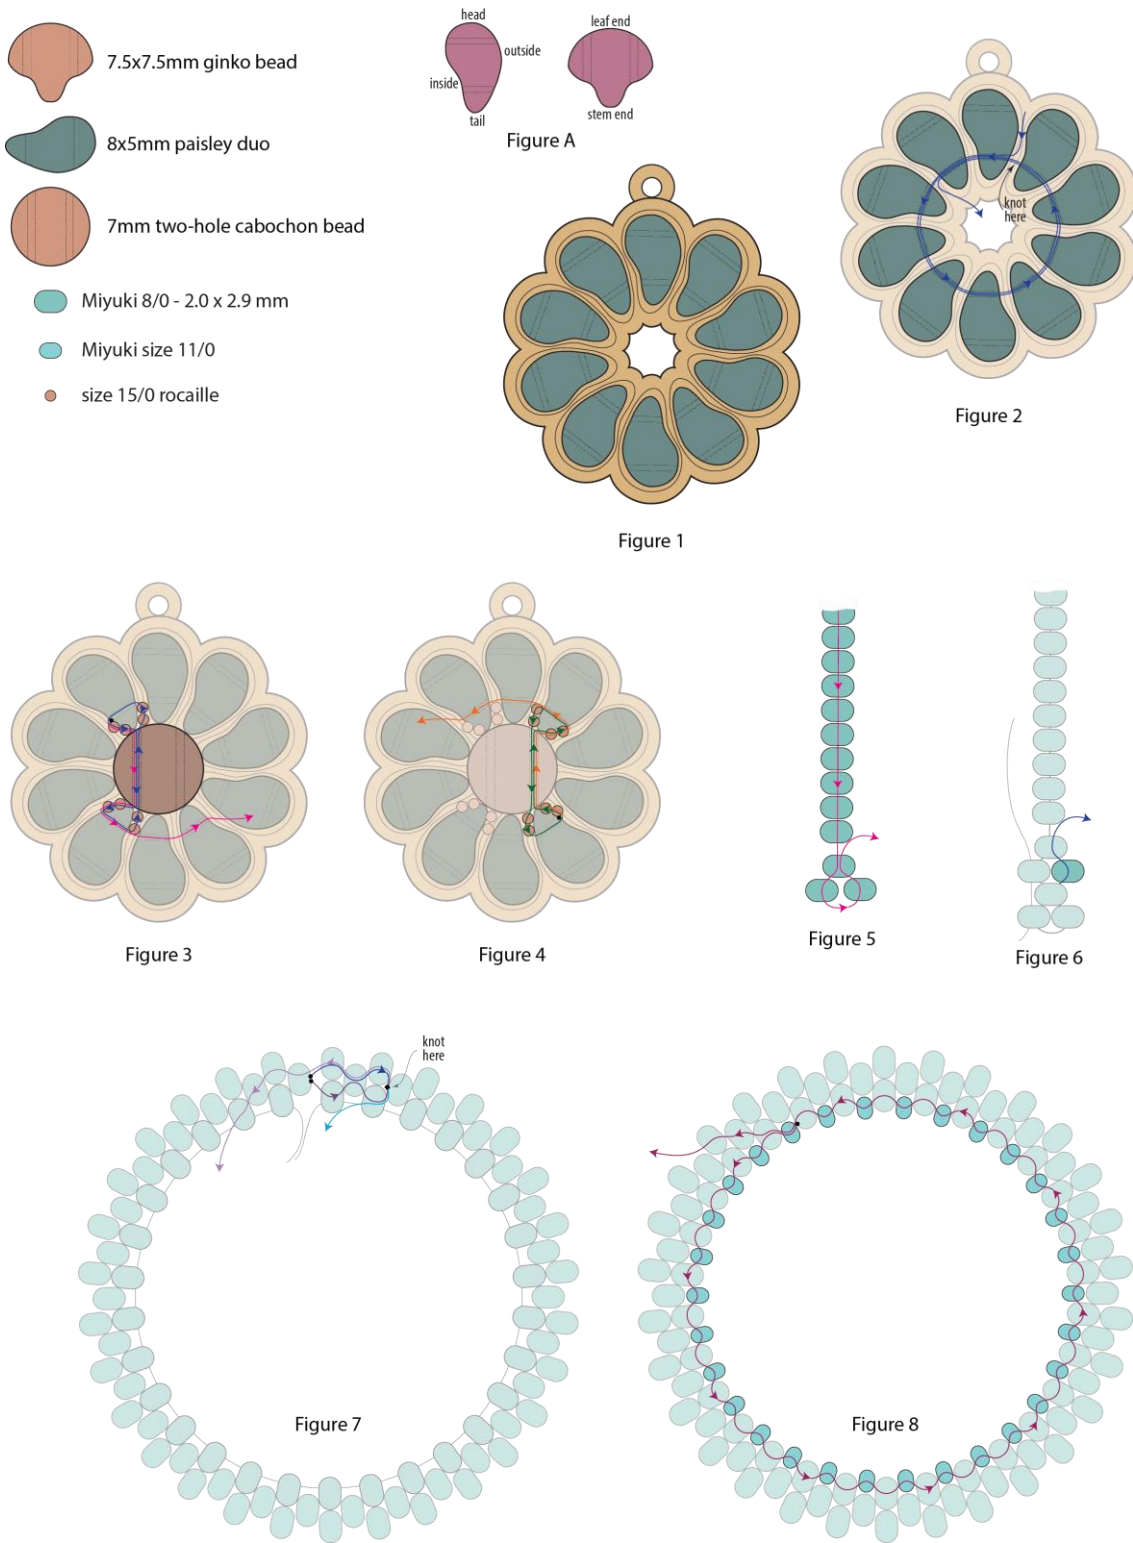 7.5x7.5mm ginko bead
8x5mm paisley duo
7mm two-hole cabochon bead
Miyuki 8/0 - 2.0 x 2.9 mm
Miyuki size 11/0
size 15/0 rocaille
head
outside
inside
tail
leaf end
stem end
Figure A
Figure 1
knot
here
Figure 2
Figure 3
Figure 4
Figure 5
Figure 6
knot
here
Figure 7
Figure 8